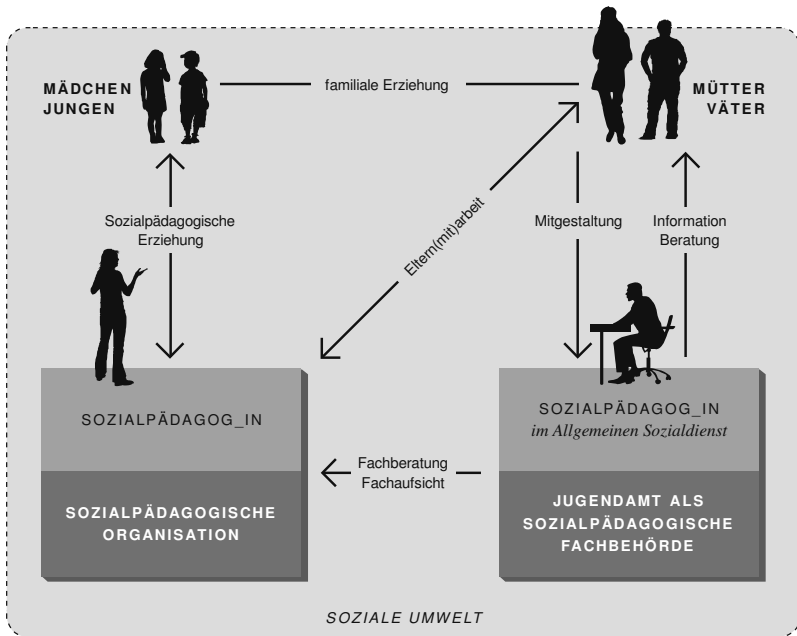 MÄDCHEN
JUNGEN
familiale Erziehung
MÜTTER
VÄTER
Sozialpädagogische
Erziehung
Eltern(mit)arbeit
Mitgestaltung
Information
Beratung
SOZIALPÄDAGOG_IN
SOZIALPÄDAGOGISCHE
ORGANISATION
Fachberatung
Fachaufsicht
SOZIALPÄDAGOG_IN
im Allgemeinen Sozialdienst
JUGENDAMT ALS
SOZIALPÄDAGOGISCHE
FACHBEHÖRDE
SOZIALE UMWELT